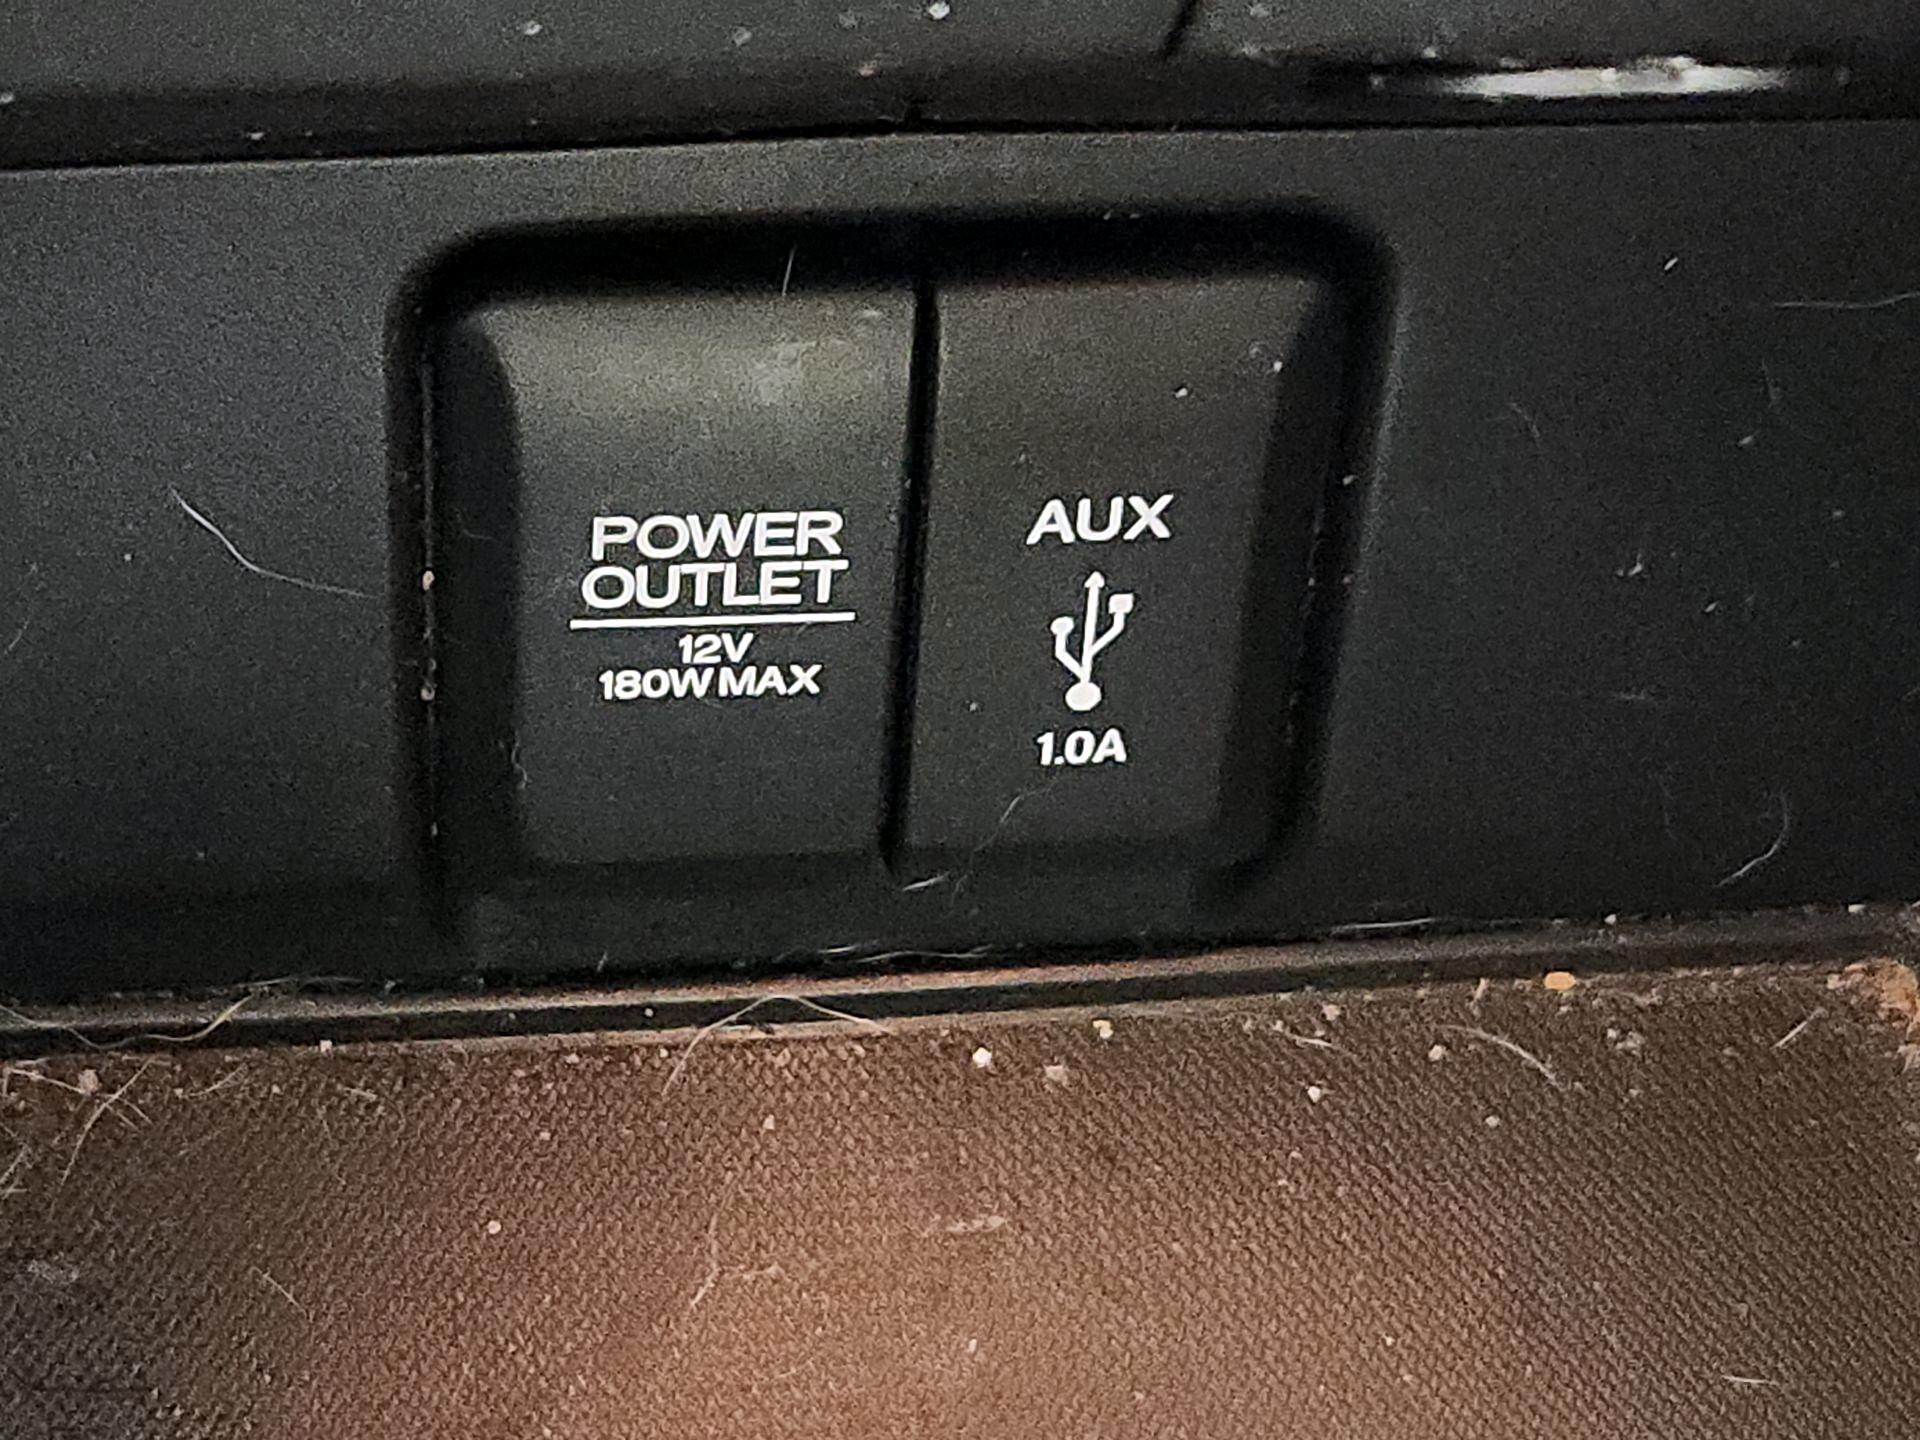 POWER
OUTLET
12V
180W MAX
AUX
1.0A